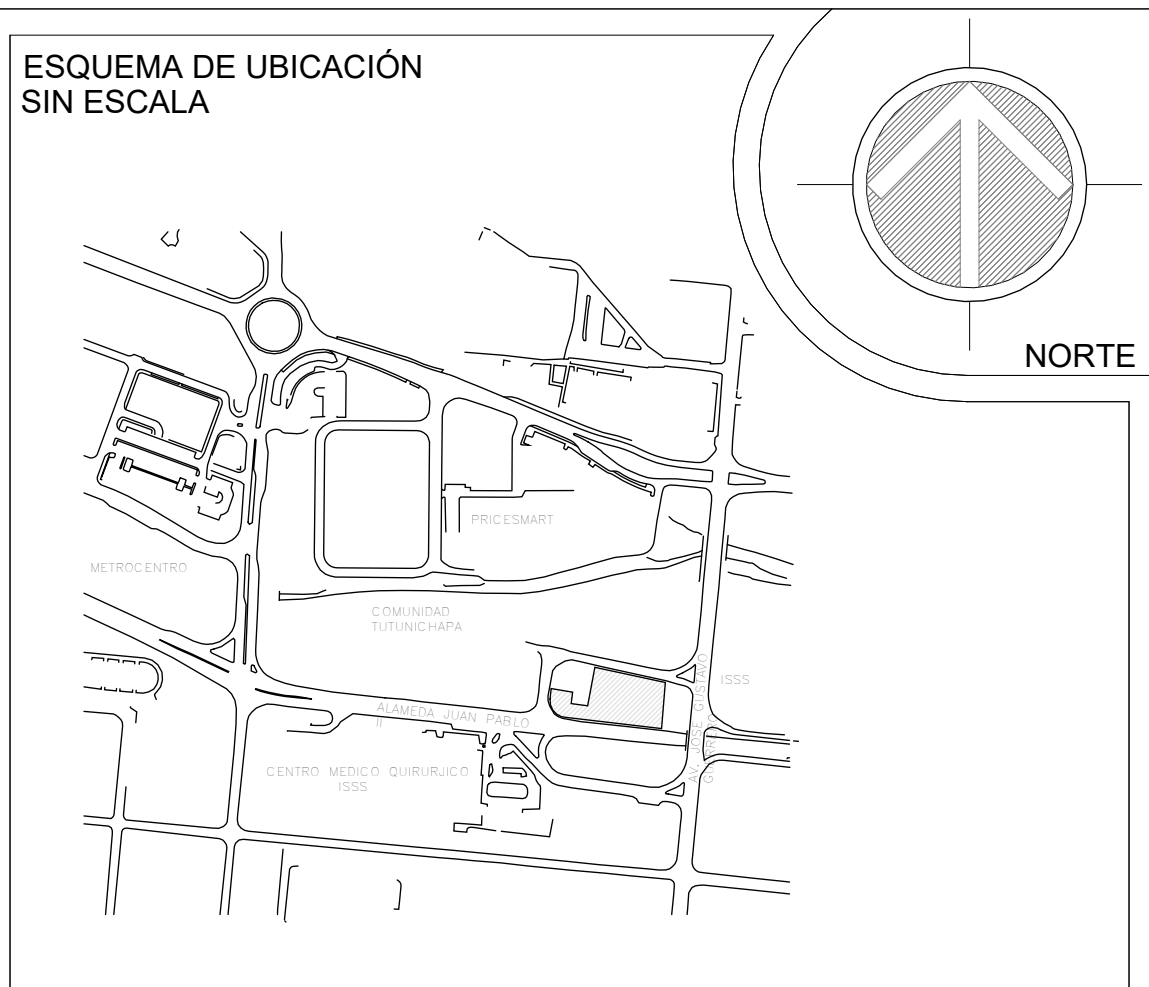 ESQUEMA DE UBICACIÓN
SIN ESCALA
NORTE
PRICESMART
METROCENTRO
COMUNIDAD
TUTUNICHAPA
ISSS
ALAMEDA JUAN PABLO
II
AV. JOSE GUSTAVO
GUERRERO
CENTRO MEDICO QUIRURJICO
ISSS